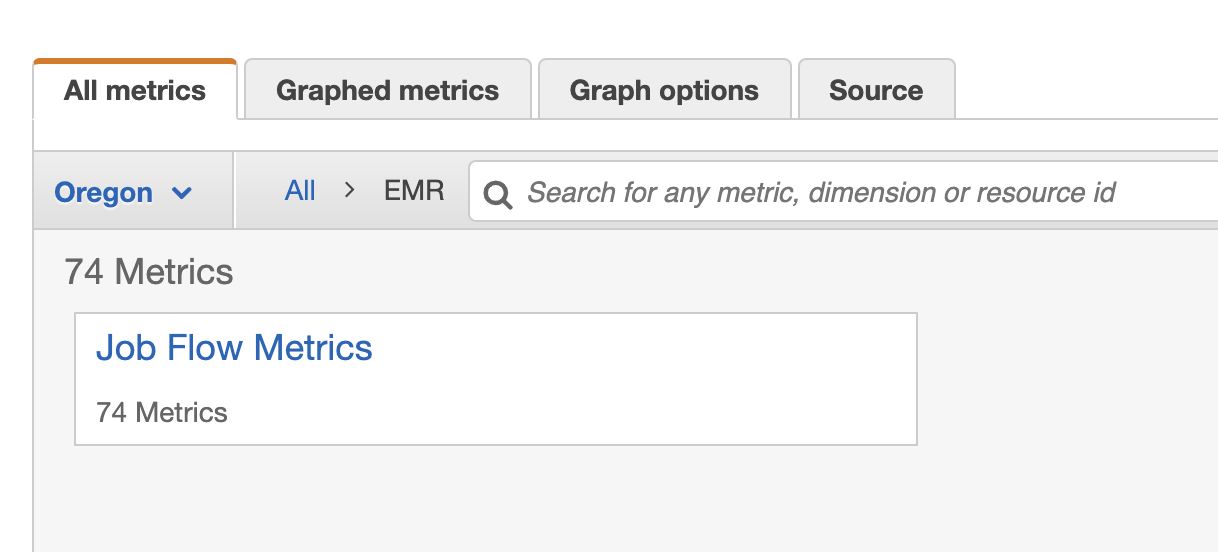 All metrics Graphed metrics Graph options Source
Oregon All > EMR Search for any metric, dimension or resource id
74 Metrics
Job Flow Metrics
74 Metrics